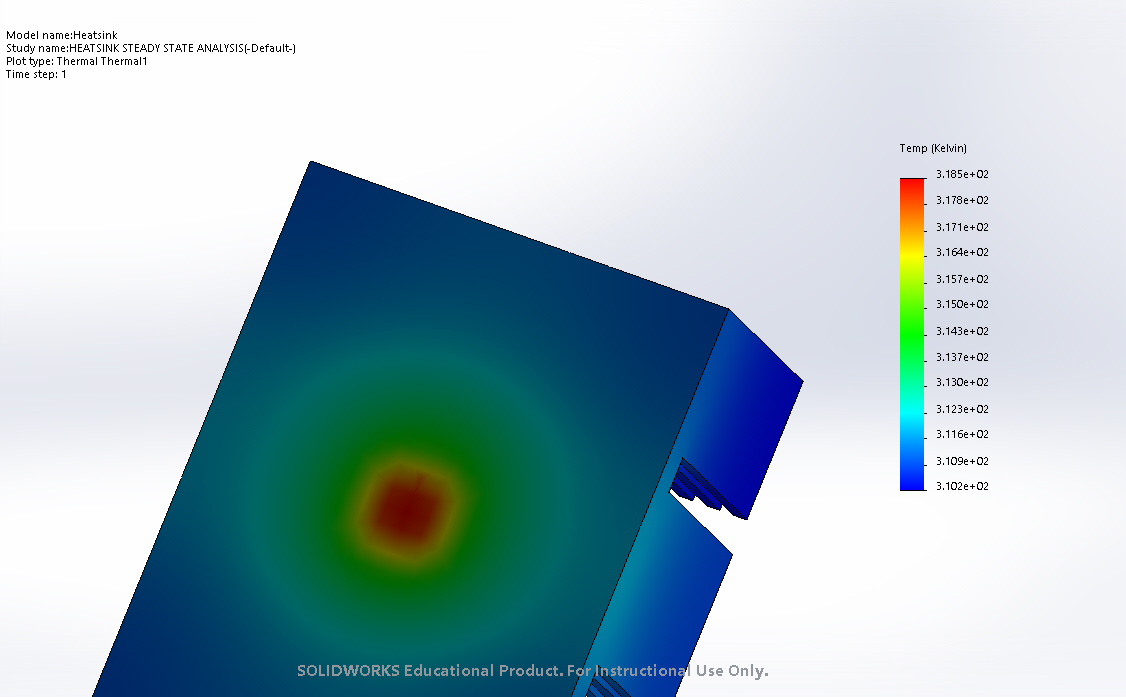 Model name:Heatsink
Study name:HEATSINK STEADY STATE ANALYSIS(-Default-)
Plot type: Thermal Thermal1
Time step: 1
Temp (Kelvin)
3.185e+02
3.178e+02
3.171e+02
3.164e+02
3.157e+02
3.150e+02
3.143e+02
3.137e+02
3.130e+02
3.123e+02
3.116e+02
3.109e+02
3.102e+02
SOLIDWORKS Educational Product. For Instructional Use Only.